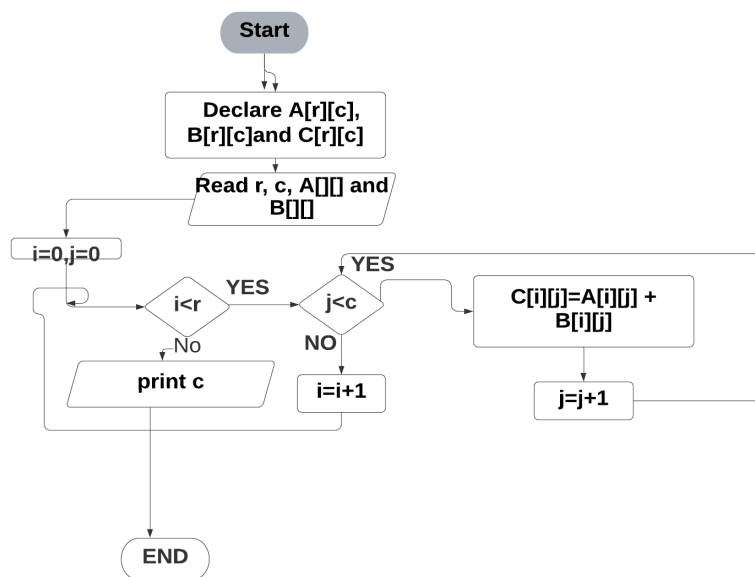 Start
Declare A[r][c],
B[r][c]and C[r][c]
Read r, c, A[][] and
B[][]
i=0,j=0
i<r
YES
j<c
YES
C[i][j]=A[i][j] +
B[i][j]
No
NO
print c
i=i+1
j=j+1
END